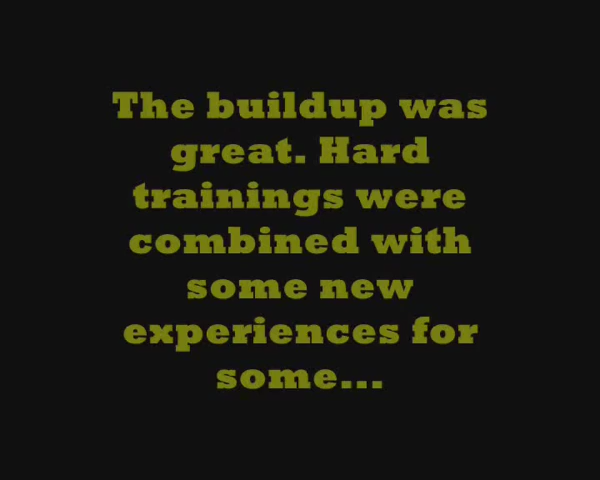 The buildup was
great. Hard
trainings were
combined with
some new
experiences for
some...